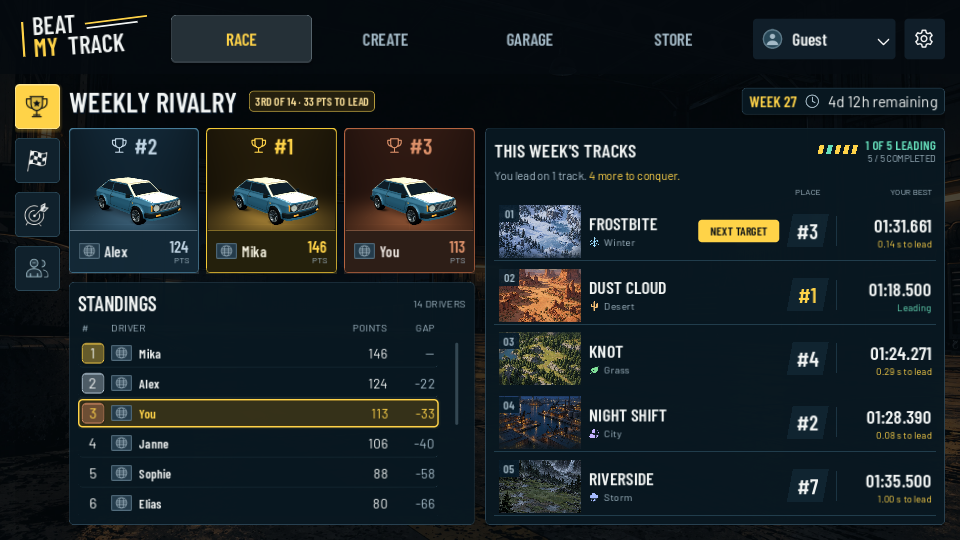 BEAT
MY TRACK
RACE
CREATE
GARAGE
STORE
Guest
WEEKLY RIVALRY
3RD OF 14 · 33 PTS TO LEAD
WEEK 27
4d 12h remaining
#2
Alex
124
PTS
#1
Mika
146
PTS
#3
You
113
PTS
STANDINGS
14 DRIVERS
# DRIVER POINTS GAP
1 Mika 146 –
2 Alex 124 -22
3 You 113 -33
4 Janne 106 -40
5 Sophie 88 -58
6 Elias 80 -66
THIS WEEK'S TRACKS
1 OF 5 LEADING
5 / 5 COMPLETED
You lead on 1 track. 4 more to conquer.
PLACE YOUR BEST
01 FROSTBITE
Winter
NEXT TARGET
#3
01:31.661
0.14 s to lead
02 DUST CLOUD
Desert
#1
01:18.500
Leading
03 KNOT
Grass
#4
01:24.271
0.29 s to lead
04 NIGHT SHIFT
City
#2
01:28.390
0.08 s to lead
05 RIVERSIDE
Storm
#7
01:35.500
1.00 s to lead